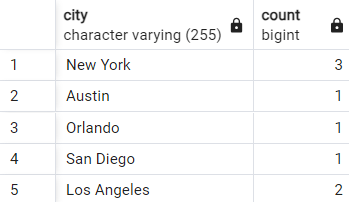 city count
character varying (255) bigint
1 New York 3
2 Austin 1
3 Orlando 1
4 San Diego 1
5 Los Angeles 2